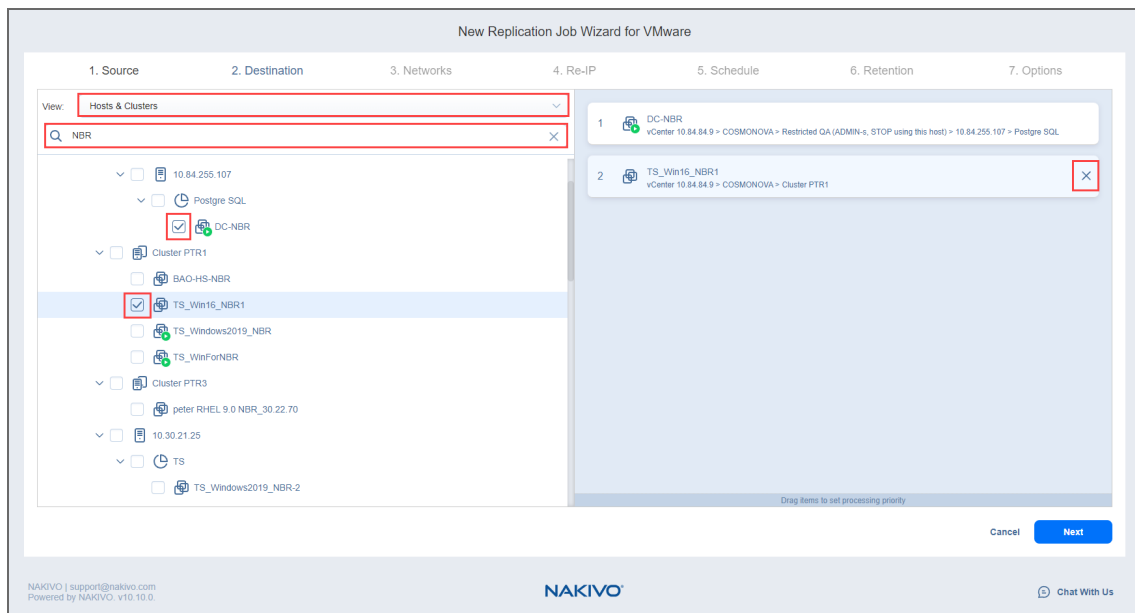 New Replication Job Wizard for VMware
1. Source 2. Destination 3. Networks 4. Re-IP 5. Schedule 6. Retention 7. Options
View: Hosts & Clusters
NBR
10.84.255.107
Postgre SQL
DC-NBR
Cluster PTR1
BAO-HS-NBR
TS_Win16_NBR1
TS_Windows2019_NBR
TS_WinForNBR
Cluster PTR3
peter RHEL 9.0 NBR_30.22.70
10.30.21.25
TS
TS_Windows2019_NBR-2
1 DC-NBR
vCenter 10.84.84.9 > COSMONOVA > Restricted QA (ADMIN-s, STOP using this host) > 10.84.255.107 > Postgre SQL
2 TS_Win16_NBR1
vCenter 10.84.84.9 > COSMONOVA > Cluster PTR1
Drag items to set processing priority
Cancel Next
NAKIVO | support@nakivo.com
Powered by NAKIVO. v10.10.0.
NAKIVO
Chat With Us